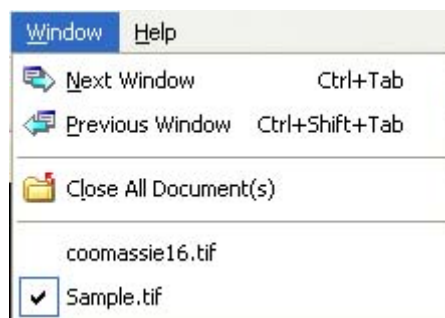 Window Help
Next Window Ctrl+Tab
Previous Window Ctrl+Shift+Tab
Close All Document(s)
coomassie16.tif
Sample.tif